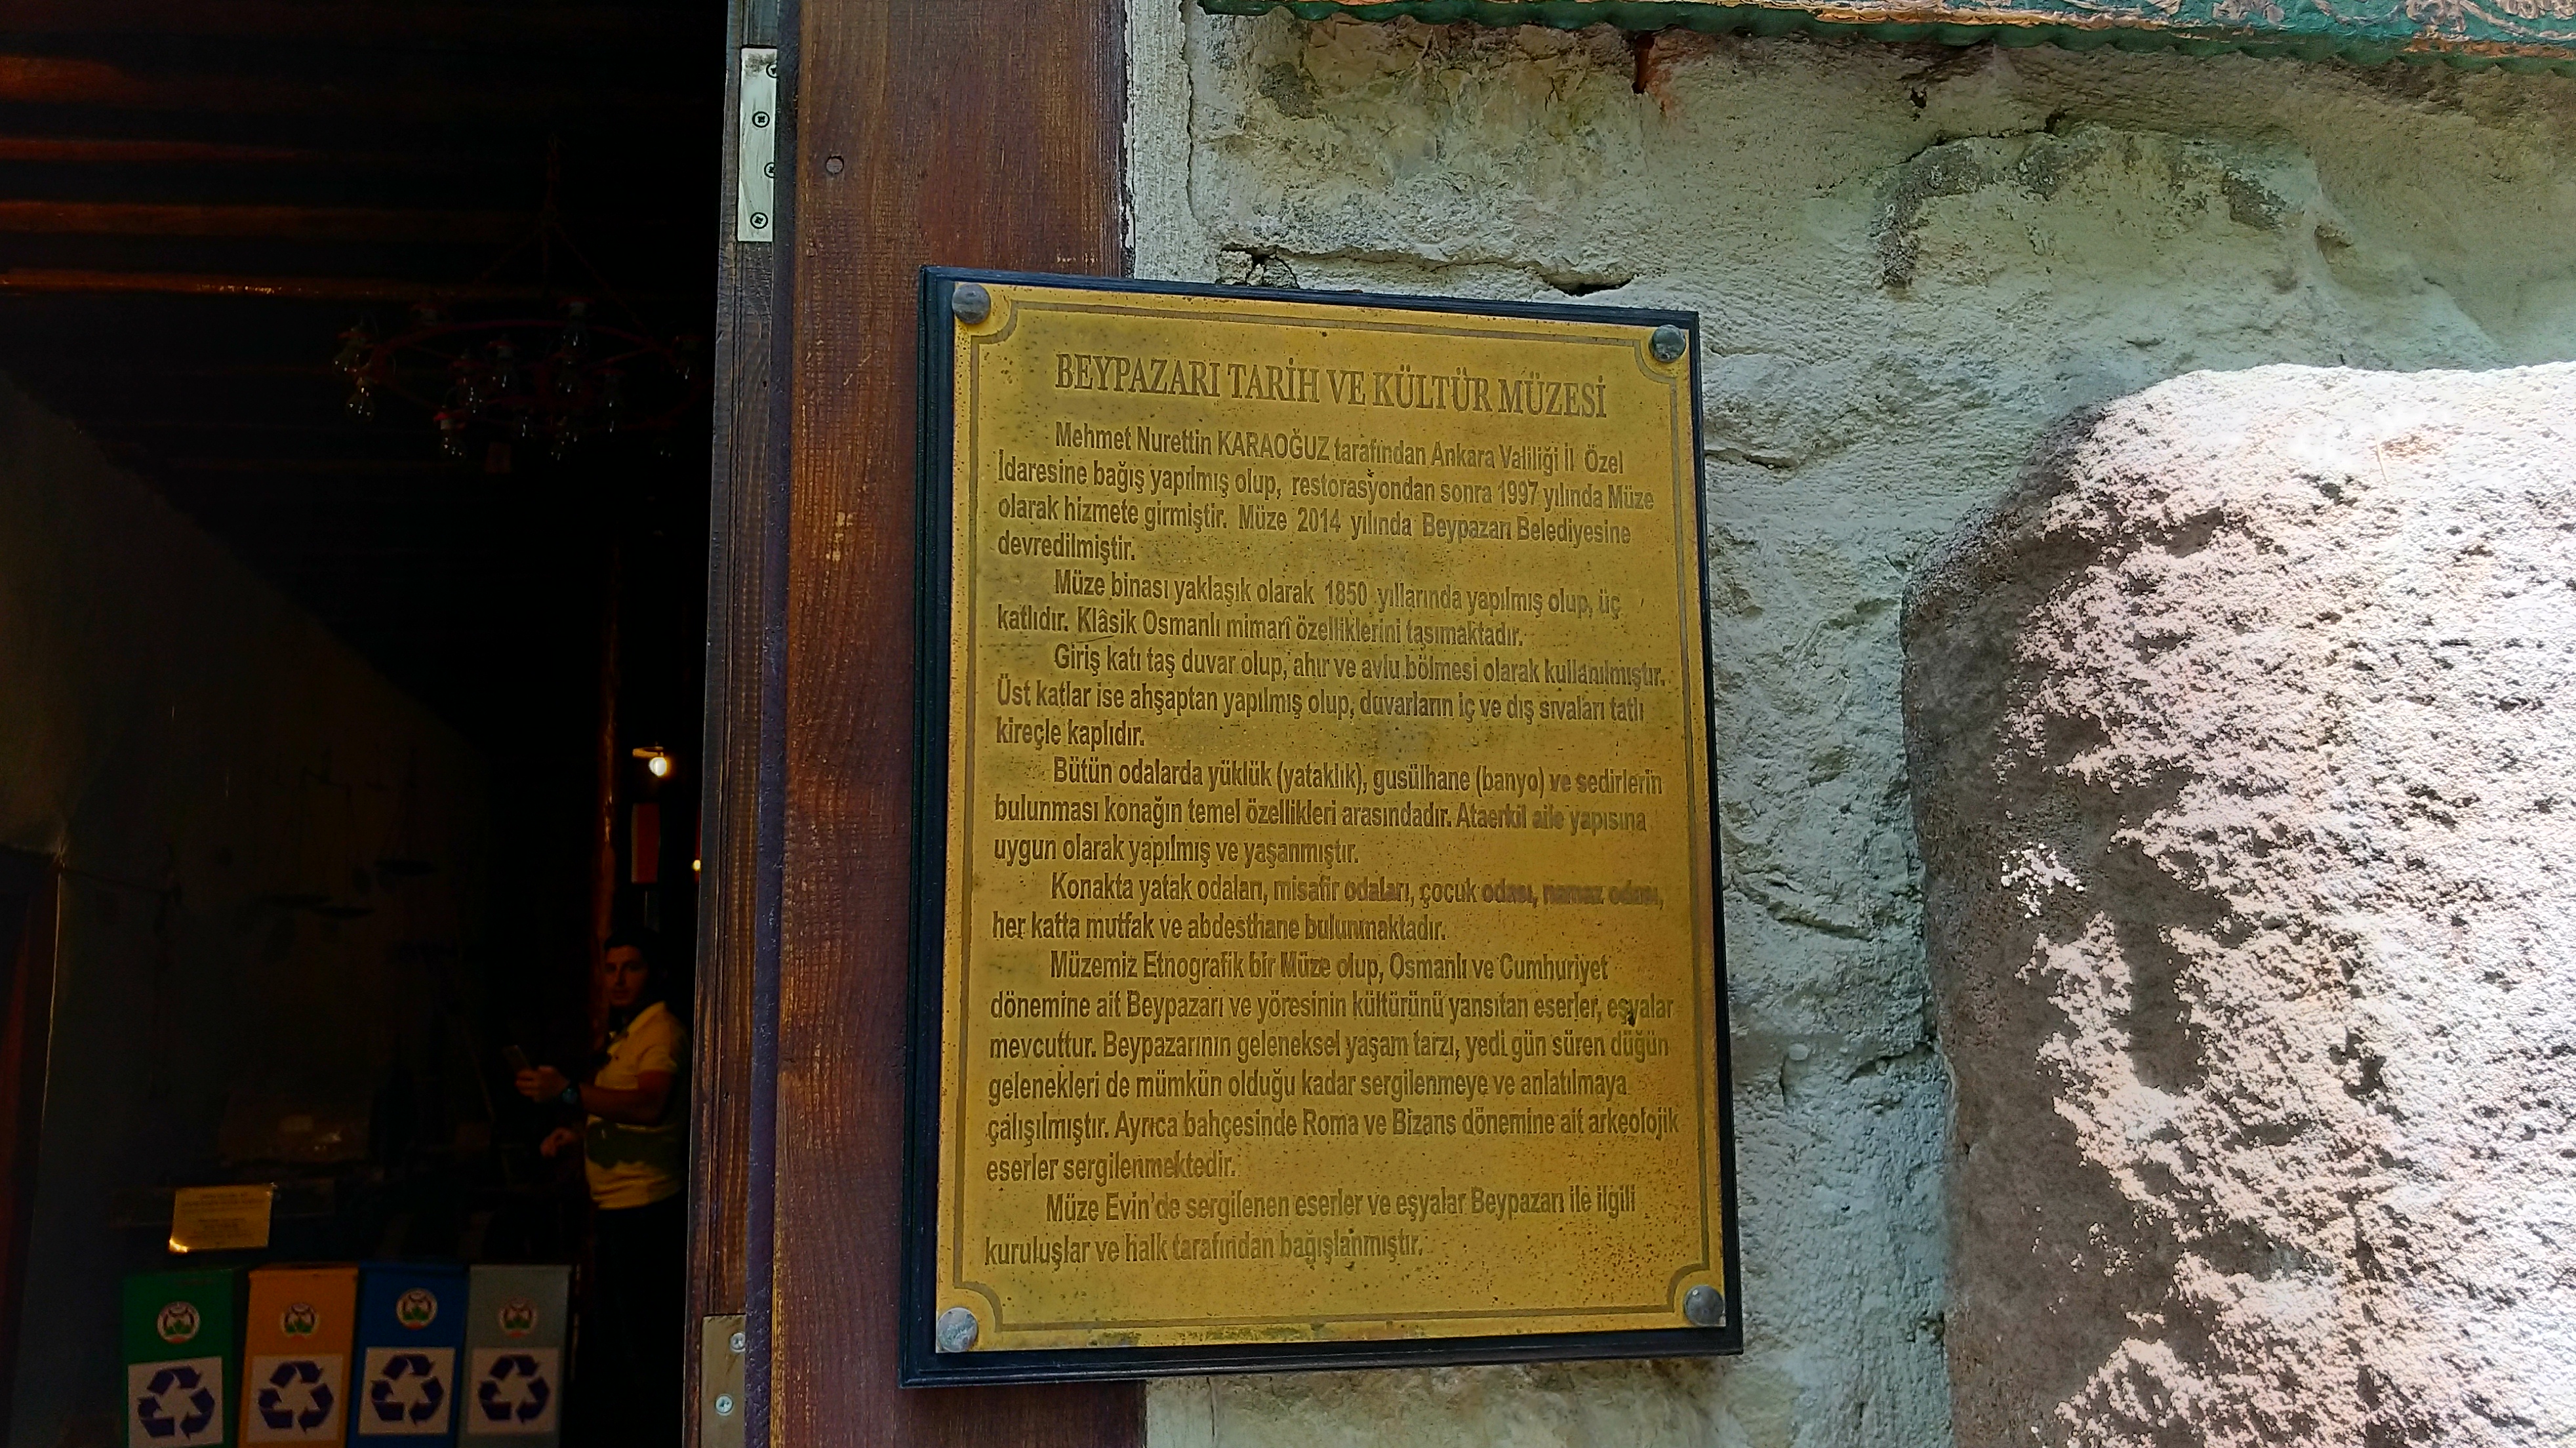 BEYPAZARI TARİH VE KÜLTÜR MÜZESİ
Mehmet Nurettin KARAOĞUZ tarafından Ankara Valiliği İl Özel
İdaresine bağış yapılmış olup, restorasyondan sonra 1997 yılında Müze
olarak hizmete girmiştir. Müze 2014 yılında Beypazarı Belediyesine
devredilmiştir.
Müze binası yaklaşık olarak 1850 yıllarında yapılmış olup, üç
katlıdır. Klâsik Osmanlı mimarî özelliklerini taşımaktadır.
Giriş katı taş duvar olup, ahır ve avlu bölmesi olarak kullanılmıştır.
Üst katlar ise ahşaptan yapılmış olup, duvarların iç ve dış sıvaları tatlı
kireçle kaplıdır.
Bütün odalarda yüklük (yataklık), gusülhane (banyo) ve sedirlerin
bulunması konağın temel özellikleri arasındadır. Ataerkil aile yapısına
uygun olarak yapılmış ve yaşanmıştır.
Konakta yatak odaları, misafir odaları, çocuk odası, namaz odası,
her katta mutfak ve abdesthane bulunmaktadır.
Müzemiz Etnografik bir Müze olup, Osmanlı ve Cumhuriyet
dönemine ait Beypazarı ve yöresinin kültürünü yansıtan eserler, eşyalar
mevcuttur. Beypazarının geleneksel yaşam tarzı, yedi gün süren düğün
gelenekleri de mümkün olduğu kadar sergilenmeye ve anlatılmaya
çalışılmıştır. Ayrıca bahçesinde Roma ve Bizans dönemine ait arkeolojik
eserler sergilenmektedir.
Müze Evin'de sergilenen eserler ve eşyalar Beypazarı ile ilgili
kuruluşlar ve halk tarafından bağışlanmıştır.